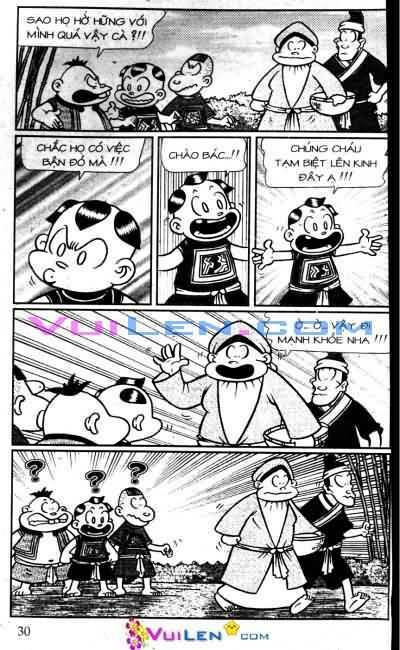 SAO HỌ HỜ HỮNG VỚI
MÌNH QUÁ VẬY CÀ ?!!
CHẮC HỌ CÓ VIỆC
BẬN ĐÓ MÀ !!!
CHÀO BÁC..!!
CHÚNG CHÁU
TẠM BIỆT LÊN KINH
ĐÂY Ạ !!!
VUILEN.COM
Ờ.. Ờ.. VẬY ĐI
MẠNH KHỎE NHA !!!
? ? ?
30
VUILEN.COM